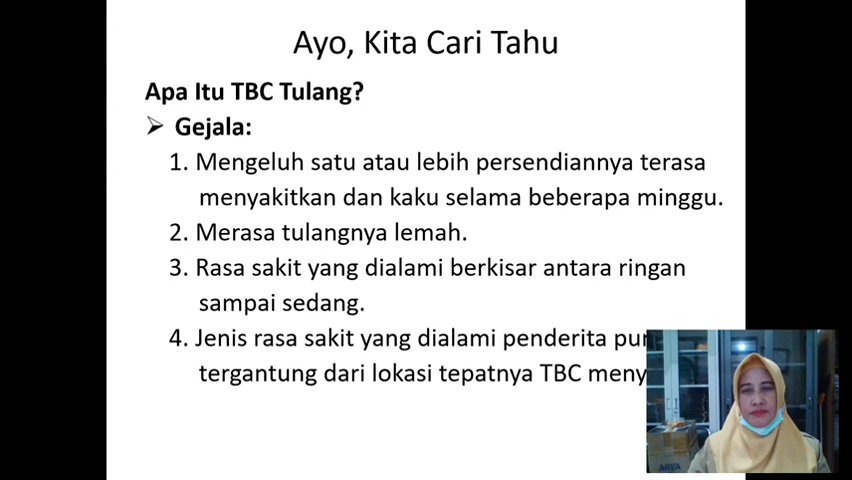 Ayo, Kita Cari Tahu
Apa Itu TBC Tulang?
➢ Gejala:
1. Mengeluh satu atau lebih persendiannya terasa
menyakitkan dan kaku selama beberapa minggu.
2. Merasa tulangnya lemah.
3. Rasa sakit yang dialami berkisar antara ringan
sampai sedang.
4. Jenis rasa sakit yang dialami penderita
tergantung dari lokasi tepatnya TBC